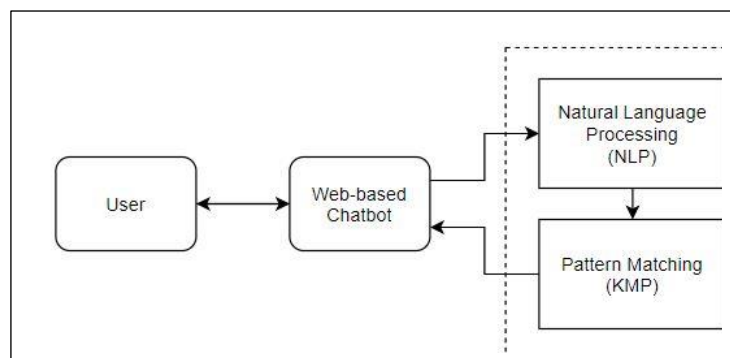 User
Web-based
Chatbot
Natural Language
Processing
(NLP)
Pattern Matching
(KMP)